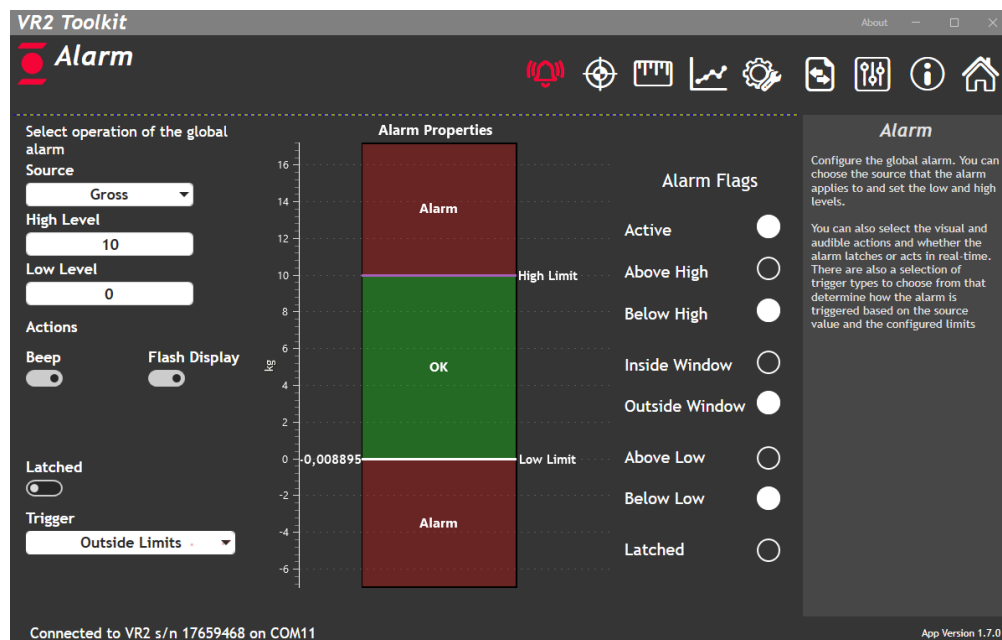 VR2 Toolkit
About
Alarm
Select operation of the global
alarm
Source
Gross
High Level
10
Low Level
0
Actions
Beep
Flash Display
Latched
Trigger
Outside Limits
Alarm Properties
16
14
12
10
8
6
4
2
0
-2
-4
-6
kg
-0,008895
Alarm
High Limit
OK
Low Limit
Alarm
Alarm Flags
Active
Above High
Below High
Inside Window
Outside Window
Above Low
Below Low
Latched
Alarm
Configure the global alarm. You can
choose the source that the alarm
applies to and set the low and high
levels.
You can also select the visual and
audible actions and whether the
alarm latches or acts in real-time.
There are also a selection of
trigger types to choose from that
determine how the alarm is
triggered based on the source
value and the configured limits
Connected to VR2 s/n 17659468 on COM11
App Version 1.7.0